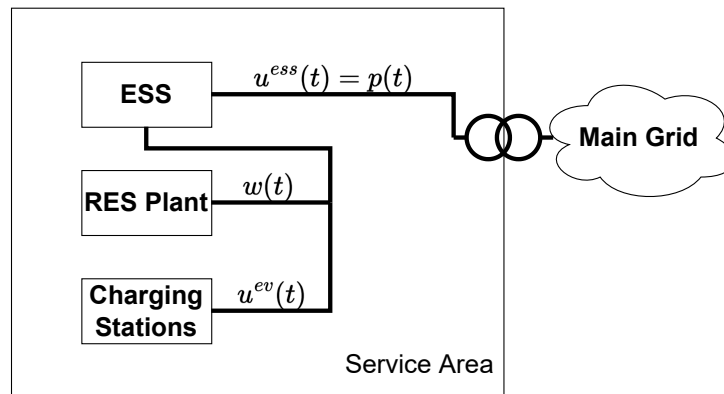 ESS
u^{ess}(t) = p(t)
Main Grid
RES Plant
w(t)
Charging
Stations
u^{ev}(t)
Service Area